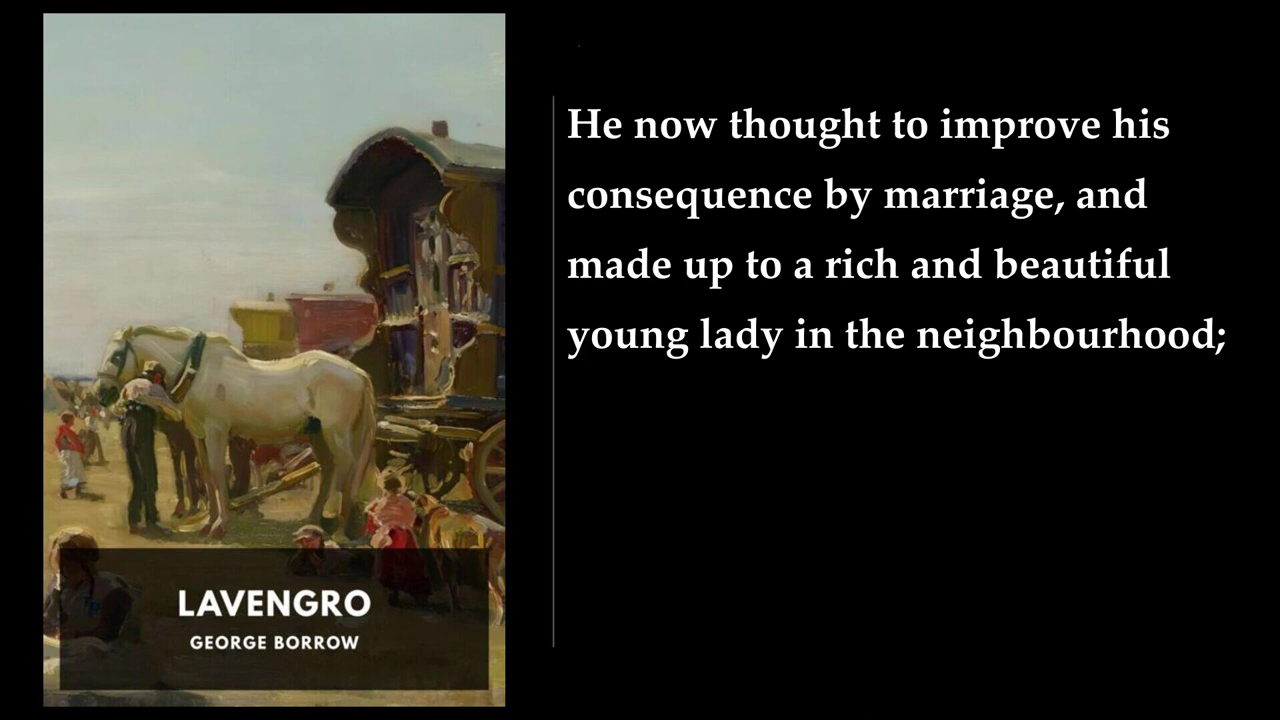 LAVENGRO
GEORGE BORROW
He now thought to improve his
consequence by marriage, and
made up to a rich and beautiful
young lady in the neighbourhood;